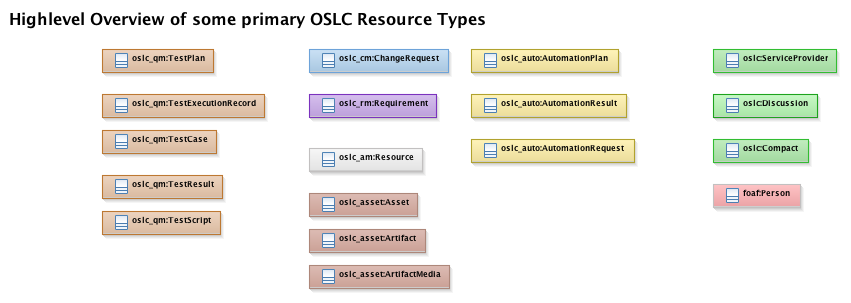 Highlevel Overview of some primary OSLC Resource Types
oslc_qm:TestPlan
oslc_qm:TestExecutionRecord
oslc_qm:TestCase
oslc_qm:TestResult
oslc_qm:TestScript
oslc_cm:ChangeRequest
oslc_rm:Requirement
oslc_am:Resource
oslc_asset:Asset
oslc_asset:Artifact
oslc_asset:ArtifactMedia
oslc_auto:AutomationPlan
oslc_auto:AutomationResult
oslc_auto:AutomationRequest
oslc:ServiceProvider
oslc:Discussion
oslc:Compact
foaf:Person